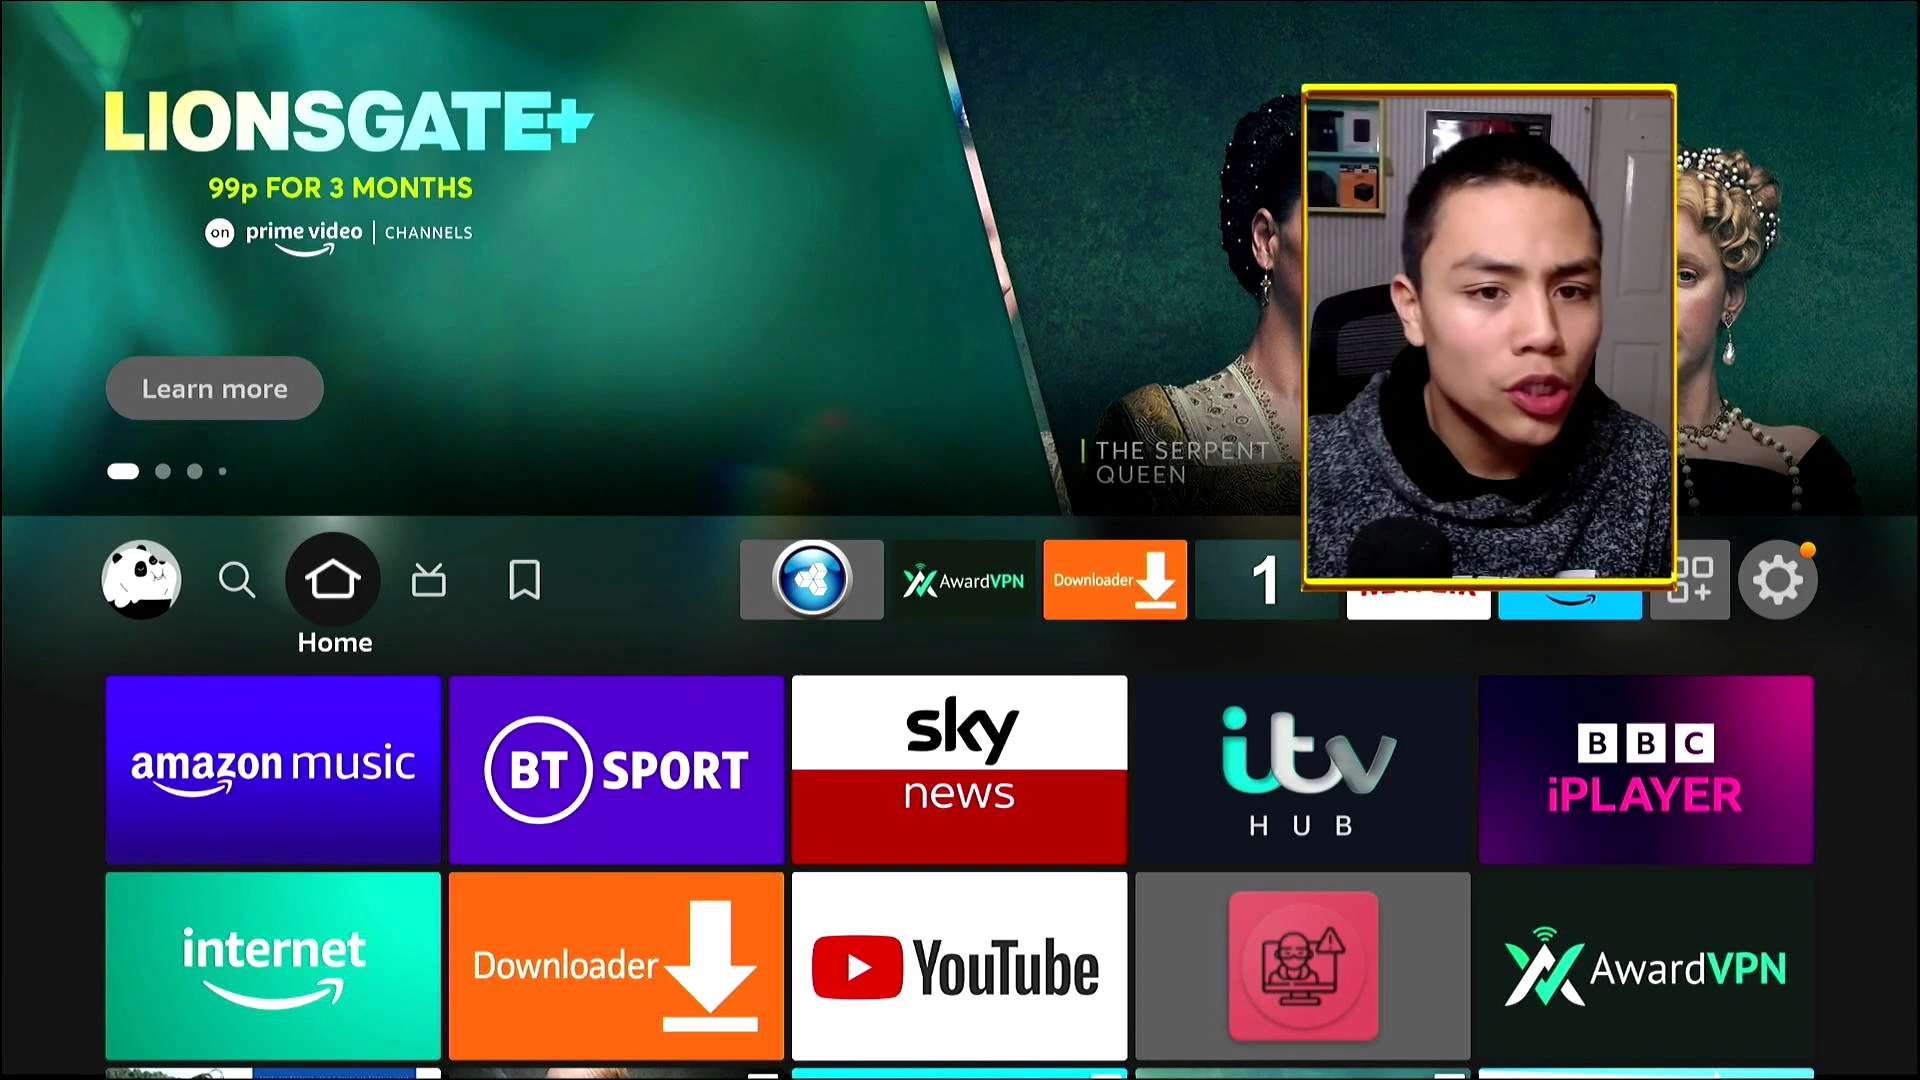 LIONSGATE+
99p FOR 3 MONTHS
on prime video | CHANNELS
Learn more
THE SERPENT
QUEEN
AwardVPN
Downloader
1
Home
amazon music
BT SPORT
sky
news
itv
HUB
BBC
iPLAYER
internet
Downloader
YouTube
AwardVPN